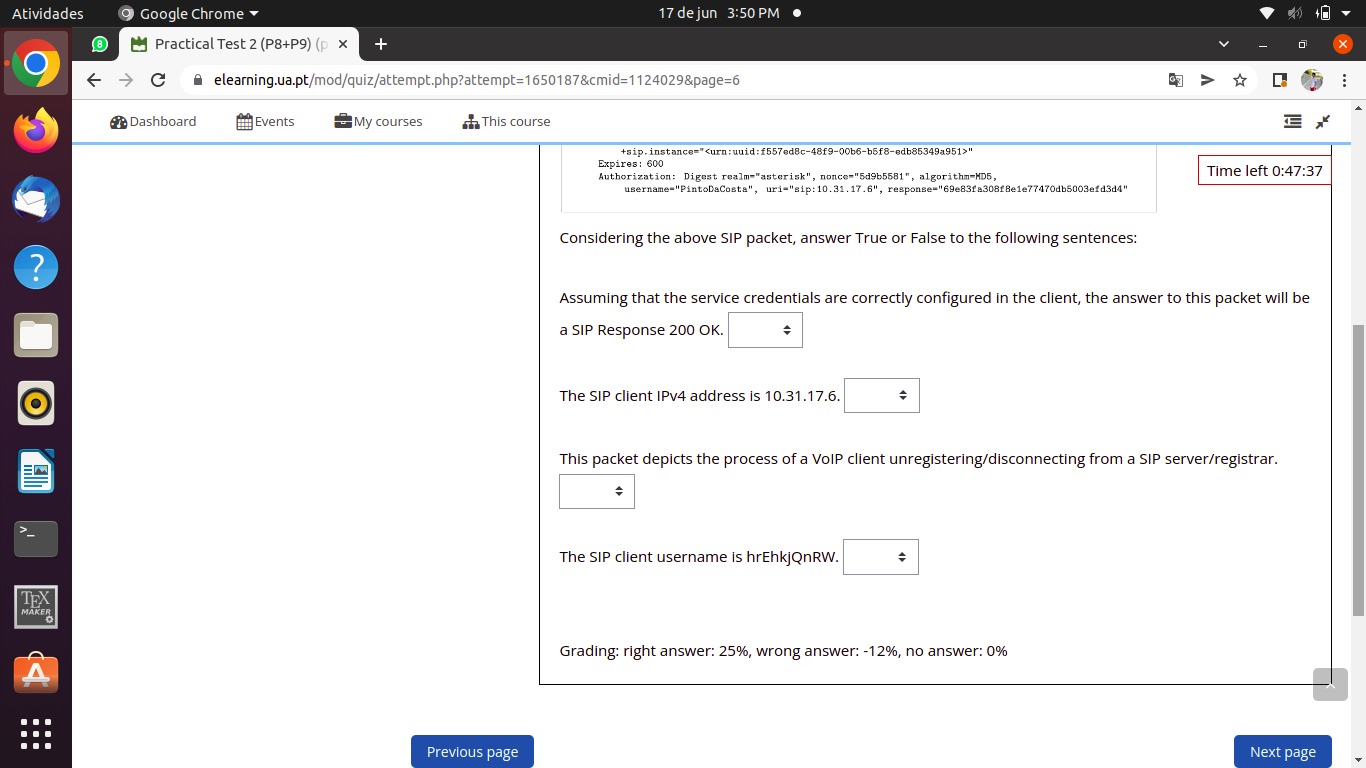 Atividades
Google Chrome
17 de jun 3:50 PM
8
Practical Test 2 (P8+P9) (p
elearning.ua.pt/mod/quiz/attempt.php?attempt=1650187&cmid=1124029&page=6
Dashboard
Events
My courses
This course
+sip.instance="<urn:uuid:f557ed8c-48f9-00b6-b5f8-edb85349a951>"
Expires: 600
Authorization: Digest realm="asterisk", nonce="5d9b5581", algorithm=MD5,
username="PintoDaCosta", uri="sip:10.31.17.6", response="69e83fa308f8e1e77470db5003efd3d4"
Time left 0:47:37
Considering the above SIP packet, answer True or False to the following sentences:
Assuming that the service credentials are correctly configured in the client, the answer to this packet will be
a SIP Response 200 OK.
The SIP client IPv4 address is 10.31.17.6.
This packet depicts the process of a VoIP client unregistering/disconnecting from a SIP server/registrar.
The SIP client username is hrEhkjQnRW.
Grading: right answer: 25%, wrong answer: -12%, no answer: 0%
Previous page
Next page
?
>_
TEX
MAKER
A